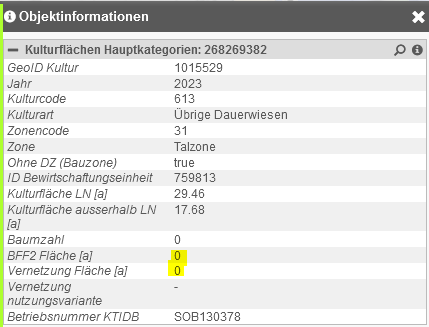 Objektinformationen
Kulturflächen Hauptkategorien: 268269382
GeoID Kultur 1015529
Jahr 2023
Kulturcode 613
Kulturart Übrige Dauerwiesen
Zonencode 31
Zone Talzone
Ohne DZ (Bauzone) true
ID Bewirtschaftungseinheit 759813
Kulturfläche LN [a] 29.46
Kulturfläche ausserhalb LN 17.68
[a]
Baumzahl 0
BFF2 Fläche [a] 0
Vernetzung Fläche [a] 0
Vernetzung -
nutzungsvariante
Betriebsnummer KTIDB SOB130378